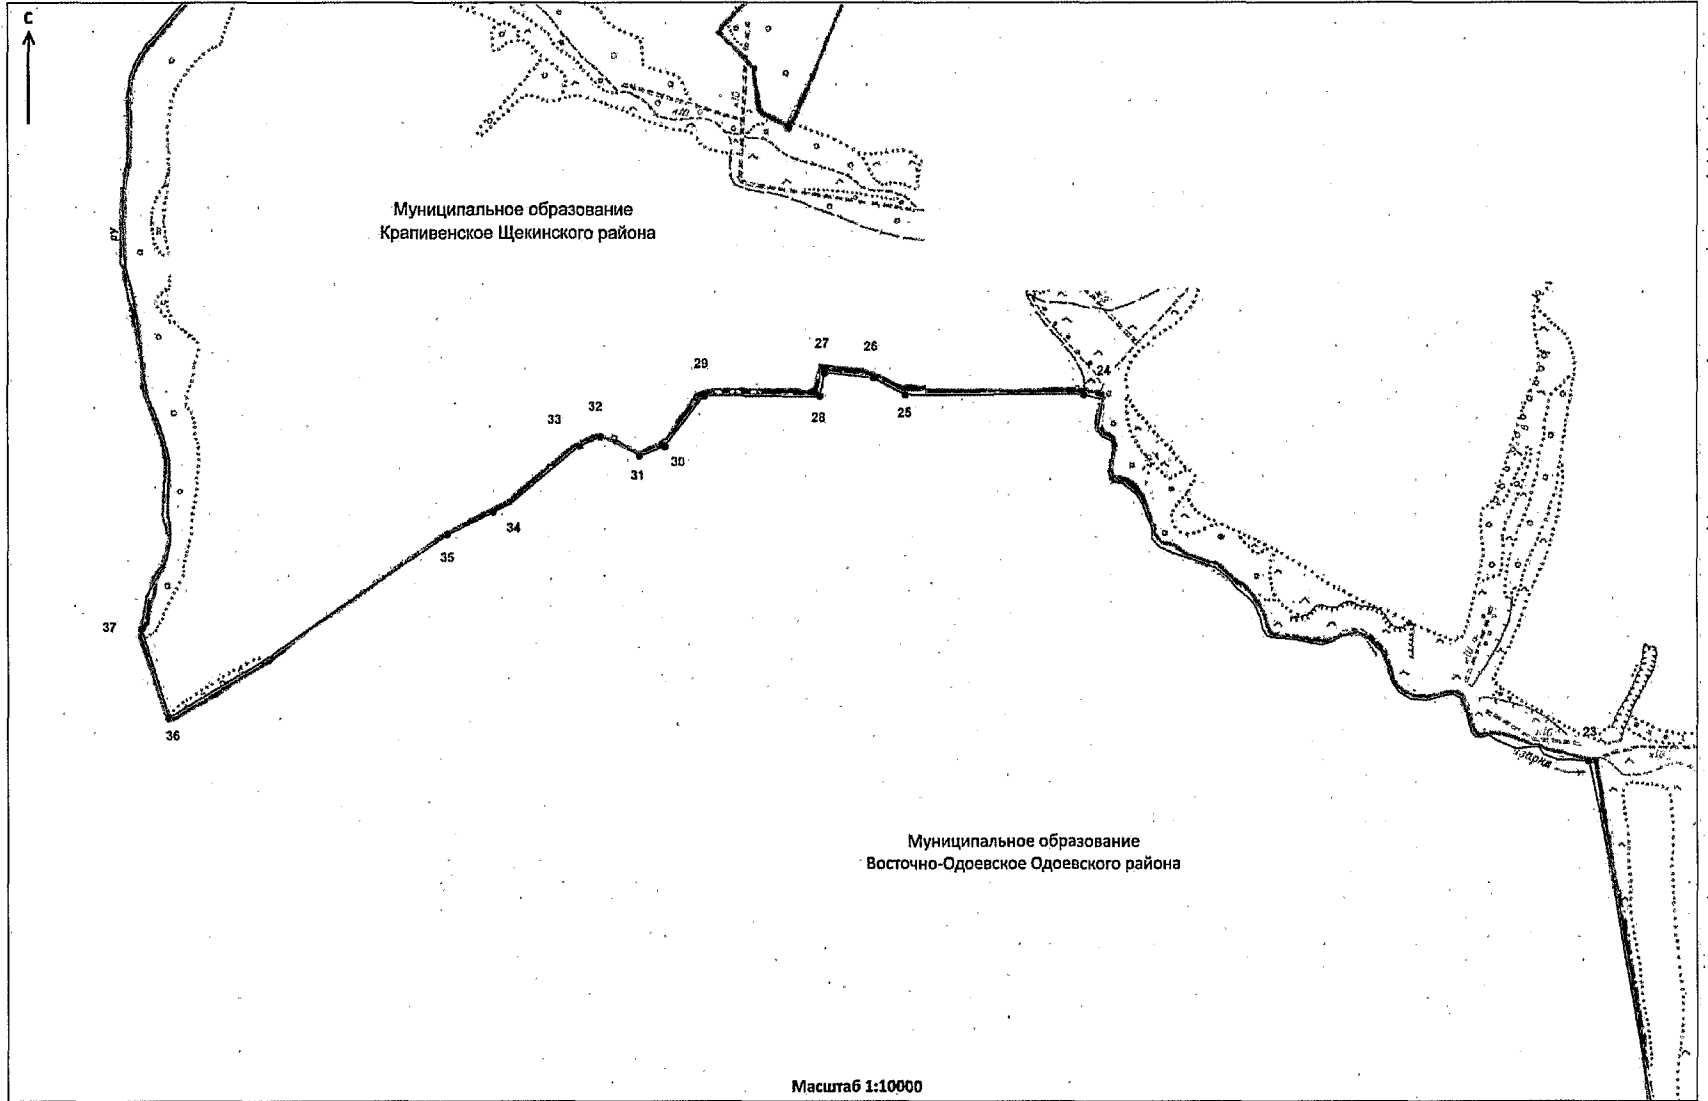 С
Муниципальное образование
Крапивенское Щекинского района
27
26
29
24
28
25
33
32
31
30
34
35
37
36
23
Муниципальное образование
Восточно-Одоевское Одоевского района
Масштаб 1:10000